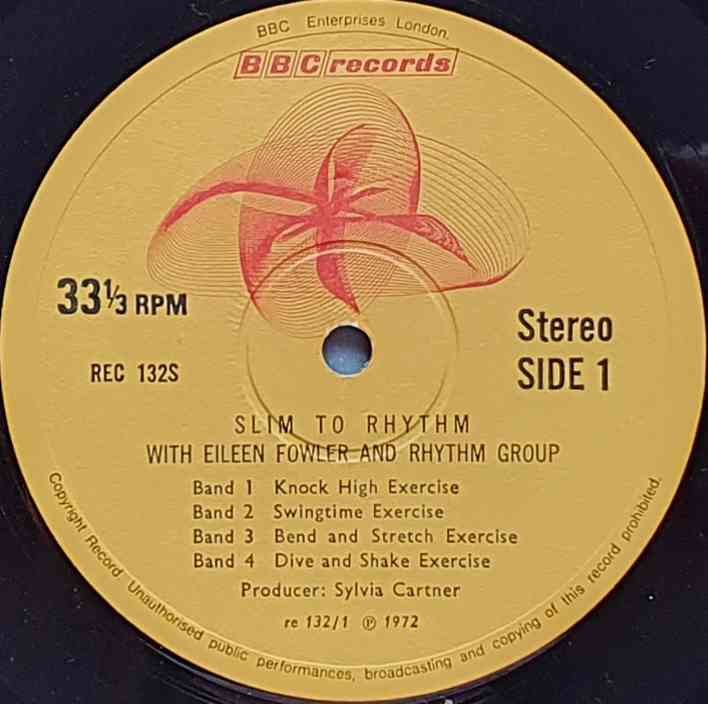 BBC Enterprises London.
BBC records
33⅓ RPM
Stereo
REC 132S
SIDE 1
SLIM TO RHYTHM
WITH EILEEN FOWLER AND RHYTHM GROUP
Band 1 Knock High Exercise
Band 2 Swingtime Exercise
Band 3 Bend and Stretch Exercise
Band 4 Dive and Shake Exercise
Producer: Sylvia Cartner
re 132/1 ℗ 1972
Copyright Record. Unauthorised public performances, broadcasting and copying of this record prohibited.